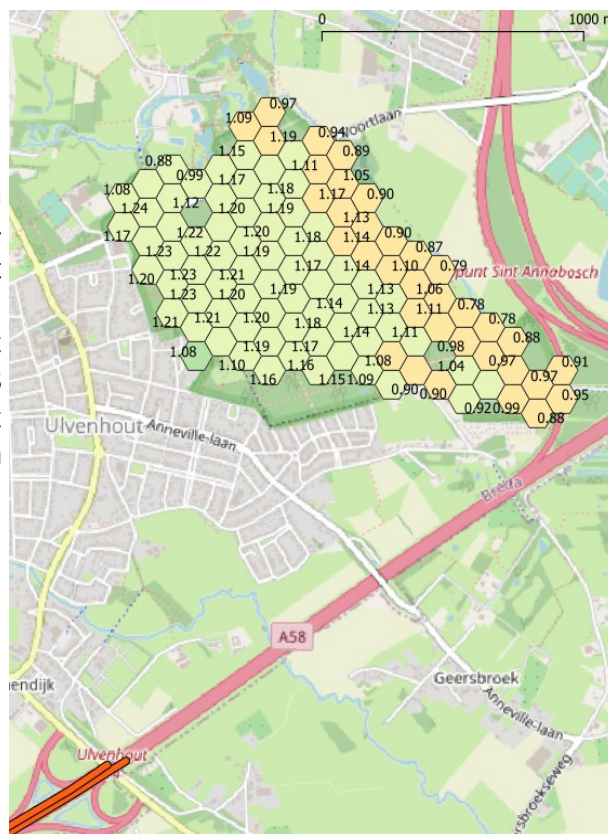 0 1000 m
0.97
1.09
0.94 oortlaan
1.19
1.15 0.89
0.88 1.11
0.99 1.17 1.05
1.08 1.18 1.17 0.90
1.24 1.12 1.20 1.19
1.13
1.17 1.22 1.20 1.18 1.14 0.90
1.23 1.22 1.19 0.87
1.17 1.14 1.10 0.79
punt Sint Annabosch
1.20 1.23 1.21
1.23 1.20 1.19 1.13 1.06
1.14 1.13 1.11 0.78
1.21 1.21 1.20 1.18 0.78
1.14 1.11 0.88
1.08 1.19 1.17 0.98
1.10 1.16 1.08 1.04 0.97 0.91
1.16 1.15 1.09 0.97
0.90 0.90 0.95
0.92 0.99
0.88
Ulvenhout
Anneville-laan
Breda
A58
Geersbroek
nendijk
Anneville-laan
Ulvenhout
rsbroekseweg